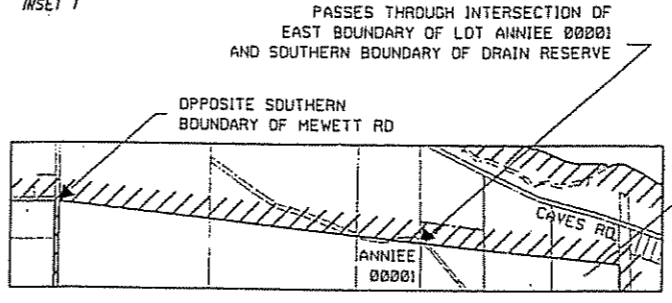 INSET 1
PASSES THROUGH INTERSECTION OF
EAST BOUNDARY OF LOT ANNIEE 00001
AND SOUTHERN BOUNDARY OF DRAIN RESERVE
OPPOSITE SOUTHERN
BOUNDARY OF MEWETT RD
CAVES RD
ANNIEE
00001